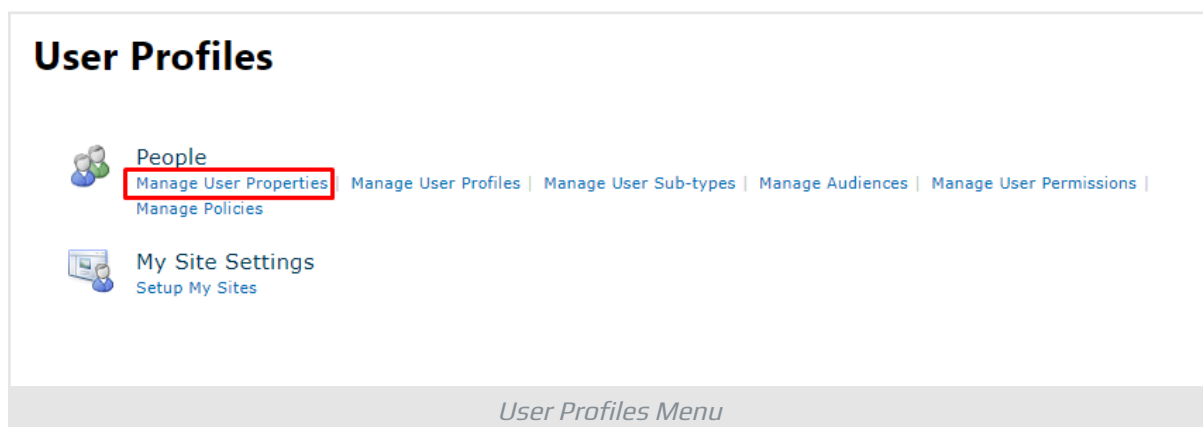 User Profiles
People
Manage User Properties | Manage User Profiles | Manage User Sub-types | Manage Audiences | Manage User Permissions |
Manage Policies
My Site Settings
Setup My Sites
User Profiles Menu